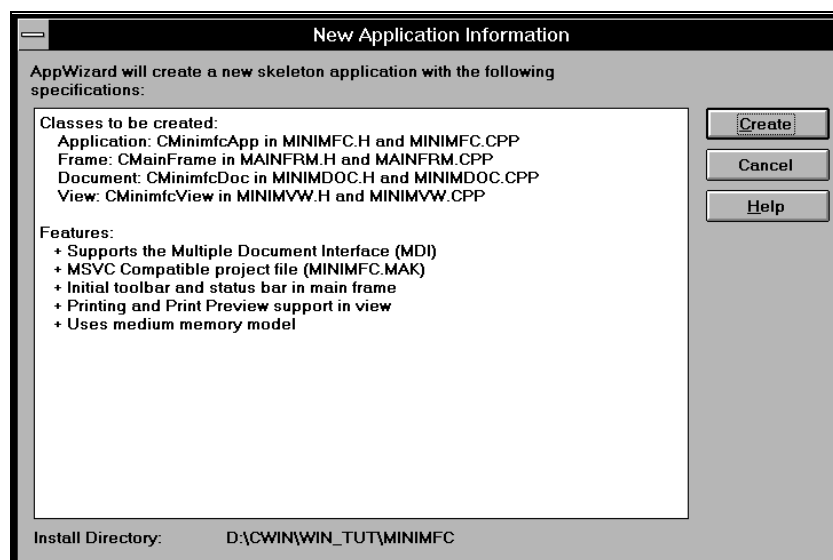 New Application Information
AppWizard will create a new skeleton application with the following
specifications:
Classes to be created:
Application: CMinimfcApp in MINIMFC.H and MINIMFC.CPP
Frame: CMainFrame in MAINFRM.H and MAINFRM.CPP
Document: CMinimfcDoc in MINIMDOC.H and MINIMDOC.CPP
View: CMinimfcView in MINIMVW.H and MINIMVW.CPP
Features:
+ Supports the Multiple Document Interface (MDI)
+ MSVC Compatible project file (MINIMFC.MAK)
+ Initial toolbar and status bar in main frame
+ Printing and Print Preview support in view
+ Uses medium memory model
Create
Cancel
Help
Install Directory: D:\CWIN\WIN_TUT\MINIMFC